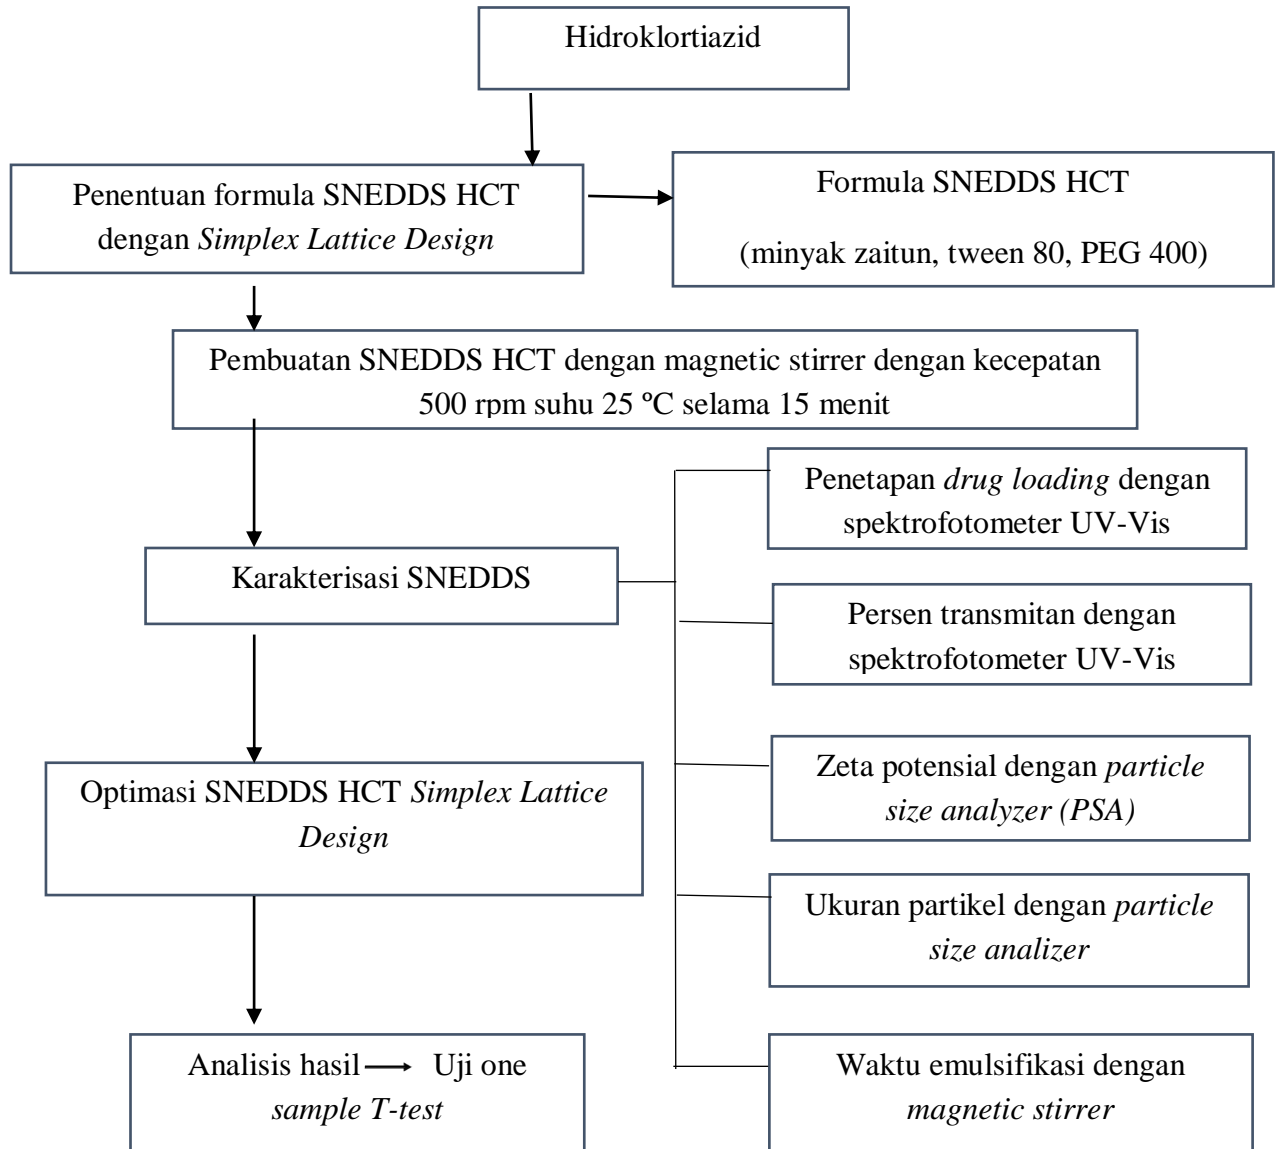 Hidroklortiazid
Penentuan formula SNEDDS HCT
dengan Simplex Lattice Design
Formula SNEDDS HCT
(minyak zaitun, tween 80, PEG 400)
Pembuatan SNEDDS HCT dengan magnetic stirrer dengan kecepatan
500 rpm suhu 25 ºC selama 15 menit
Karakterisasi SNEDDS
Penetapan drug loading dengan
spektrofotometer UV-Vis
Persen transmitan dengan
spektrofotometer UV-Vis
Zeta potensial dengan particle
size analyzer (PSA)
Ukuran partikel dengan particle
size analizer
Waktu emulsifikasi dengan
magnetic stirrer
Optimasi SNEDDS HCT Simplex Lattice
Design
Analisis hasil → Uji one
sample T-test